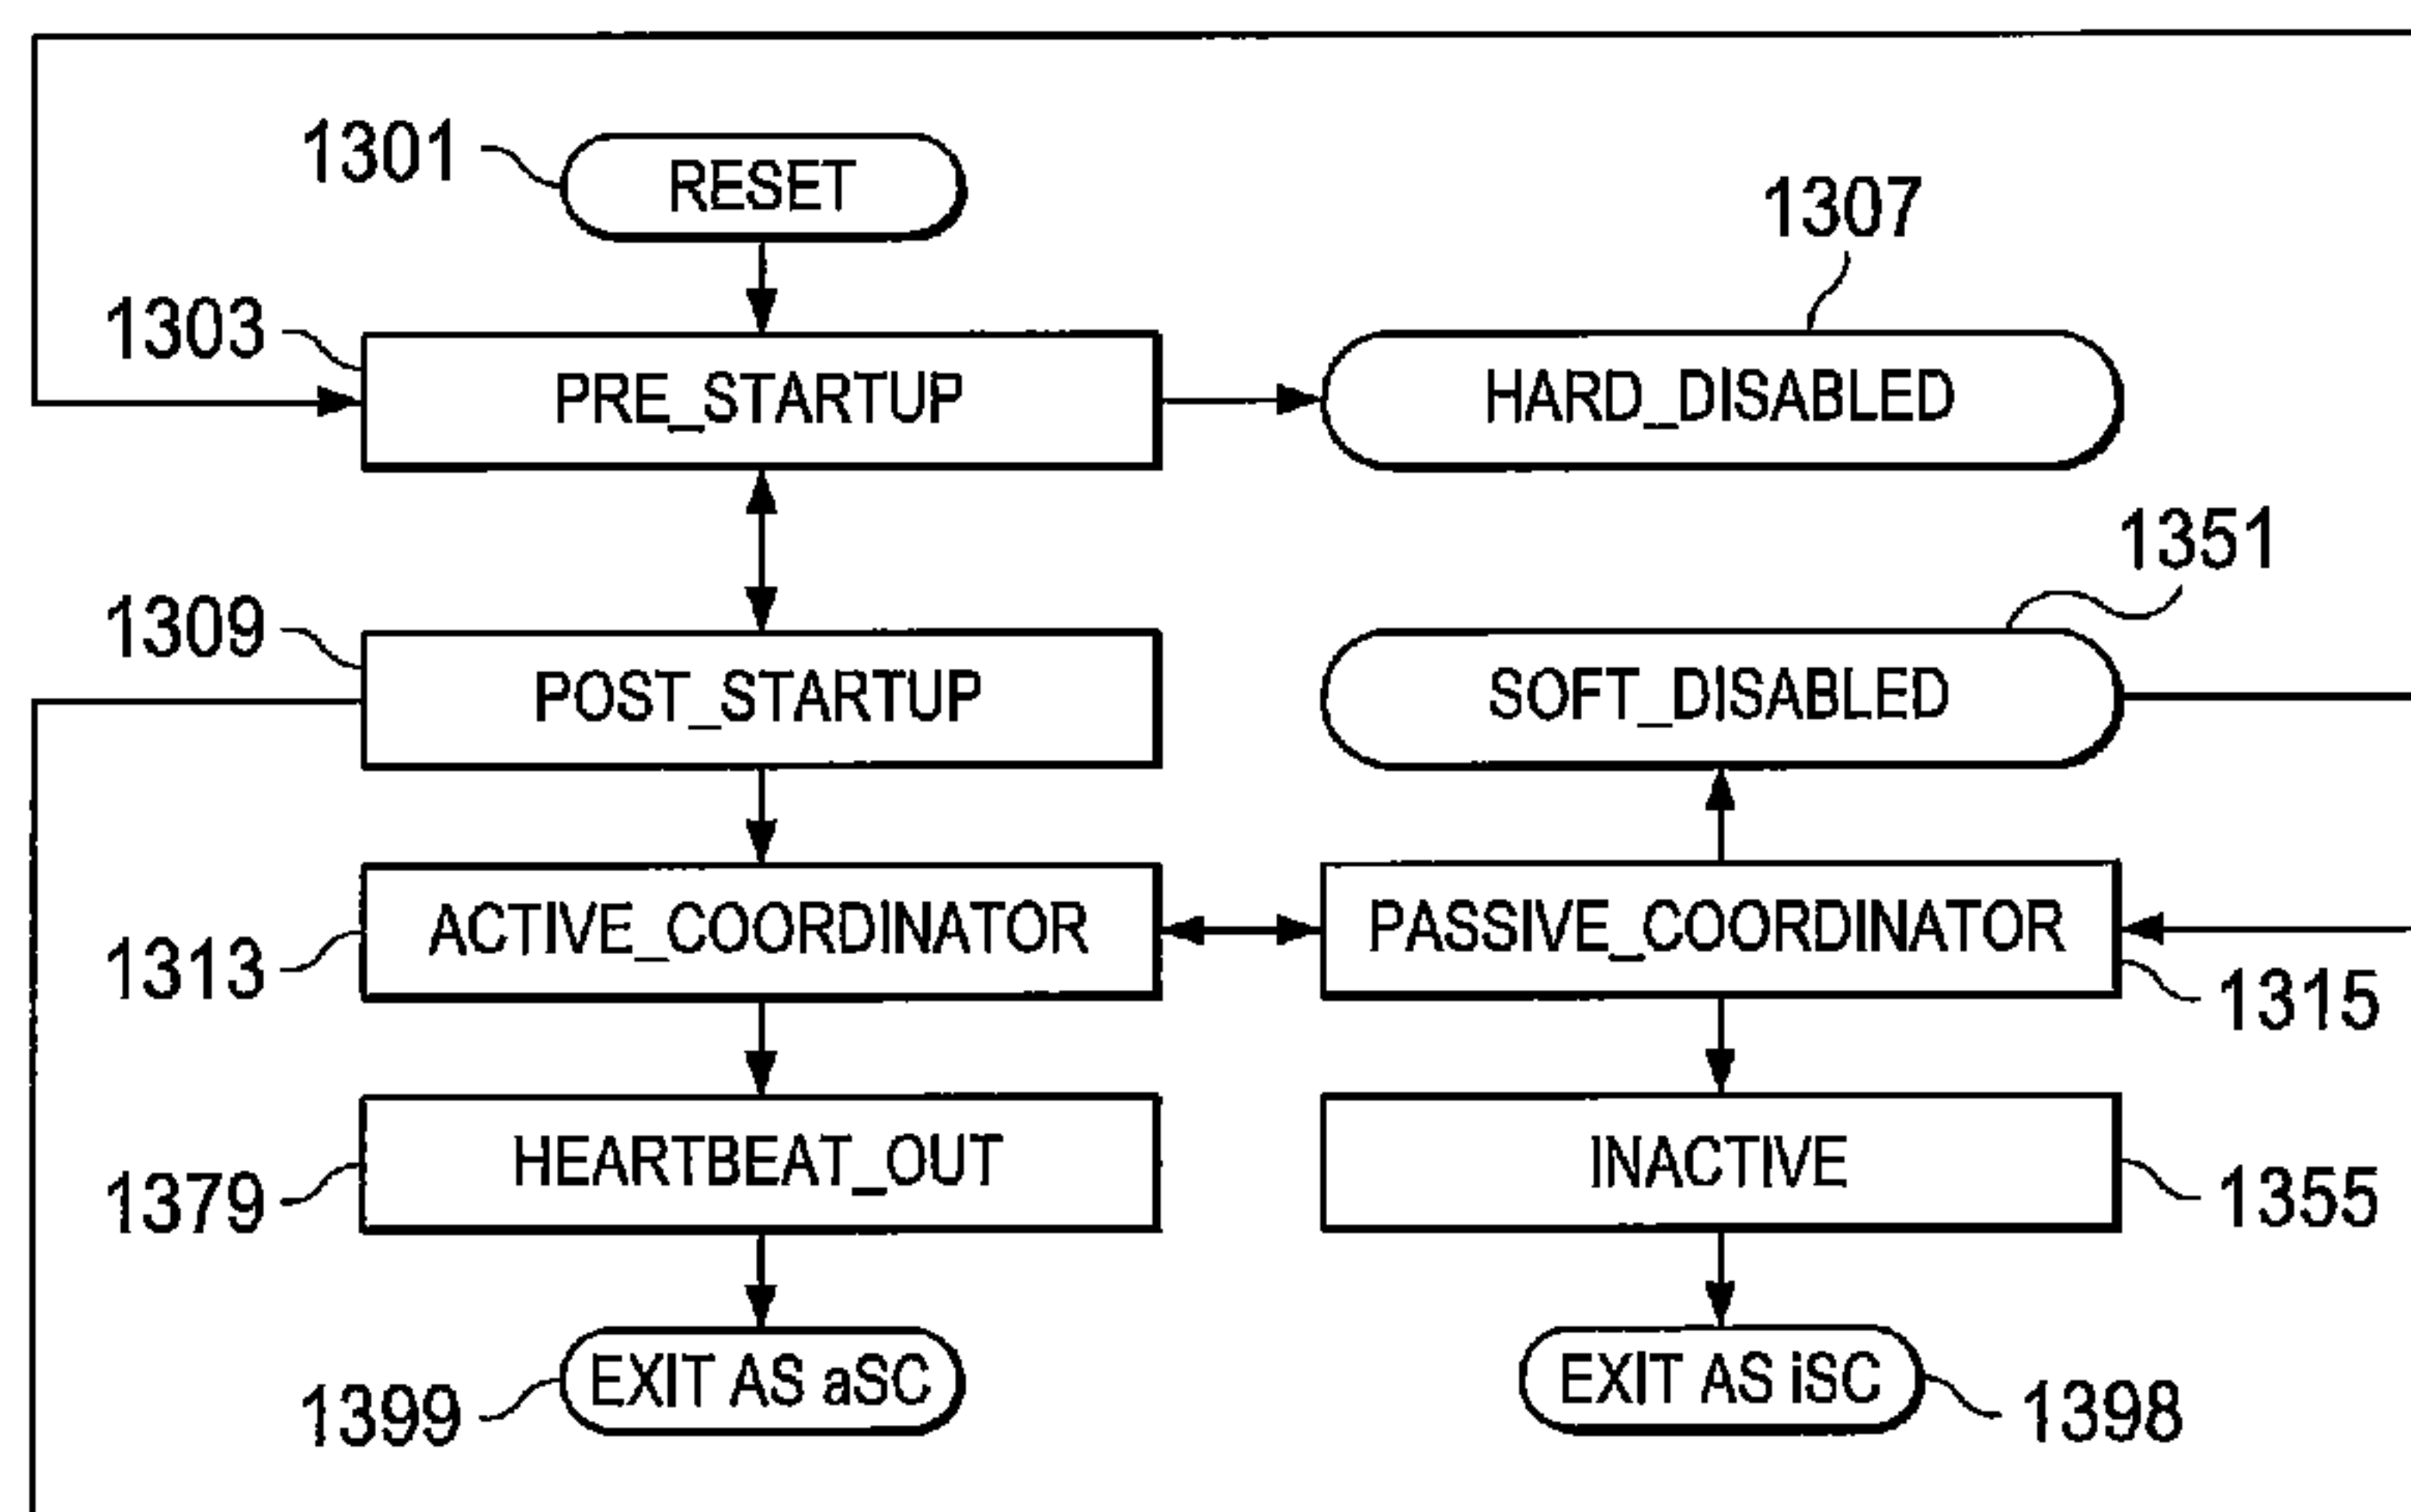 1301
RESET
1307
1303
PRE_STARTUP
HARD_DISABLED
1351
1309
POST_STARTUP
SOFT_DISABLED
1313
ACTIVE_COORDINATOR
PASSIVE_COORDINATOR
1315
1379
HEARTBEAT_OUT
INACTIVE
1355
1399
EXIT AS aSC
EXIT AS iSC
1398